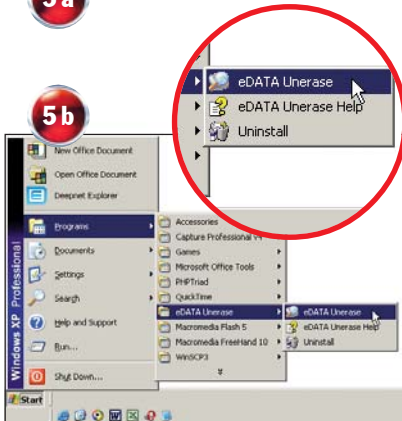 5a
eDATA Unerase
eDATA Unerase Help
Uninstall
5b
New Office Document
Open Office Document
Deepnet Explorer
Programs
Documents
Settings
Search
Help and Support
Run...
Shut Down...
Windows XP Professional
Accessories
Capture Professional V4
Games
Microsoft Office Tools
PHPTriad
QuickTime
eDATA Unerase
Macromedia Flash 5
Macromedia FreeHand 10
WinSCP3
eDATA Unerase
eDATA Unerase Help
Uninstall
Start